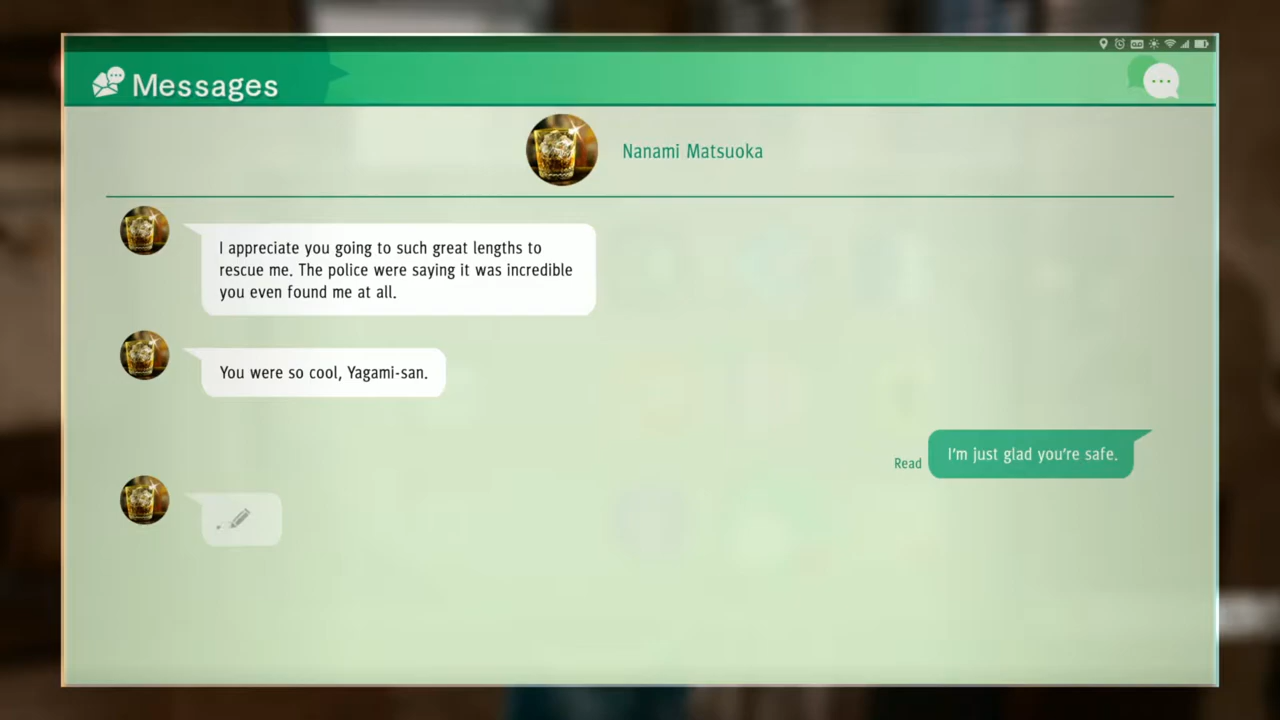 Messages
Nanami Matsuoka
I appreciate you going to such great lengths to
rescue me. The police were saying it was incredible
you even found me at all.
You were so cool, Yagami-san.
I'm just glad you're safe.
Read